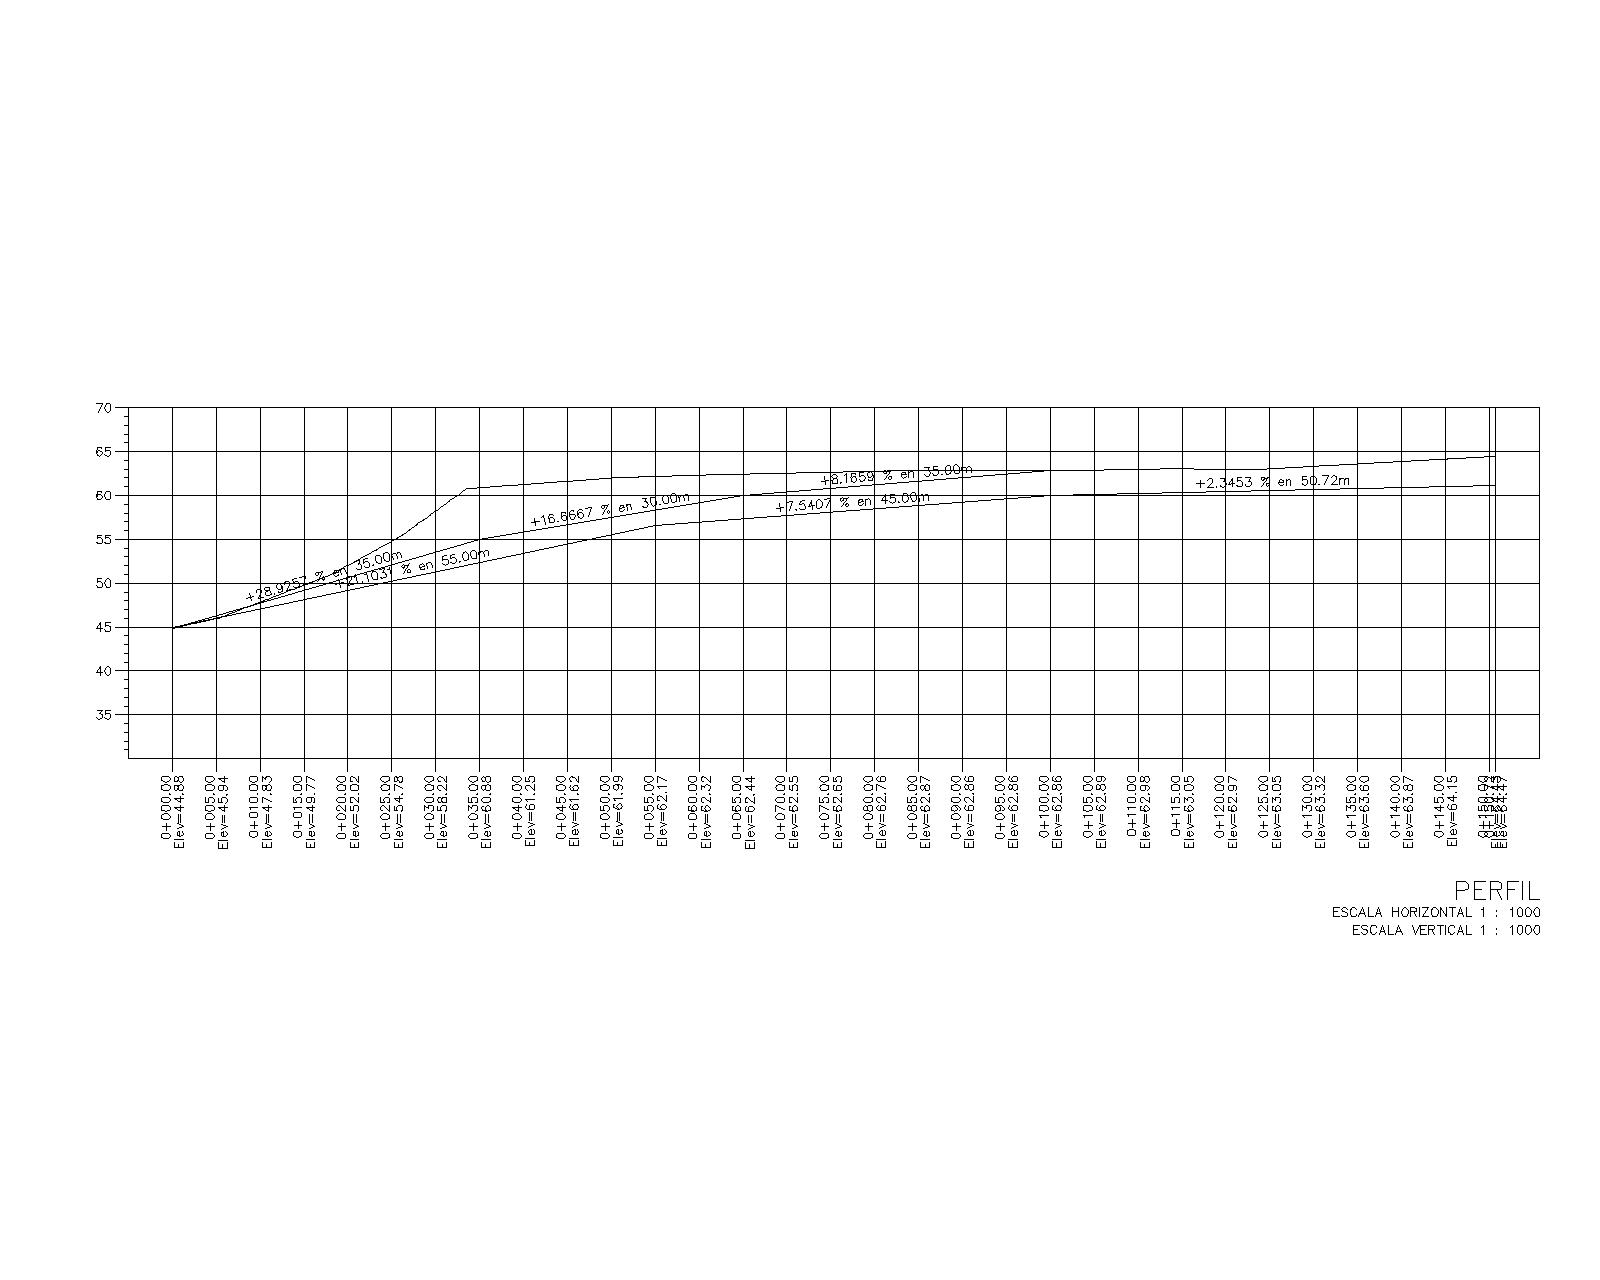 70
65
60
55
50
45
40
35
+28.9257 % en 35.00m
+21.1031 % en 55.00m
+16.6667 % en 30.00m
+7.5407 % en 45.00m
+8.1659 % en 35.00m
+2.3453 % en 50.72m
0+000.00
Elev=44.88
0+005.00
Elev=45.94
0+010.00
Elev=47.83
0+015.00
Elev=49.77
0+020.00
Elev=52.02
0+025.00
Elev=54.78
0+030.00
Elev=58.22
0+035.00
Elev=60.88
0+040.00
Elev=61.25
0+045.00
Elev=61.62
0+050.00
Elev=61.99
0+055.00
Elev=62.17
0+060.00
Elev=62.32
0+065.00
Elev=62.44
0+070.00
Elev=62.55
0+075.00
Elev=62.65
0+080.00
Elev=62.76
0+085.00
Elev=62.87
0+090.00
Elev=62.86
0+095.00
Elev=62.86
0+100.00
Elev=62.86
0+105.00
Elev=62.89
0+110.00
Elev=62.98
0+115.00
Elev=63.05
0+120.00
Elev=62.97
0+125.00
Elev=63.05
0+130.00
Elev=63.32
0+135.00
Elev=63.60
0+140.00
Elev=63.87
0+145.00
Elev=64.15
0+150.00
Elev=64.47
PERFIL
ESCALA HORIZONTAL 1 : 1000
ESCALA VERTICAL 1 : 1000